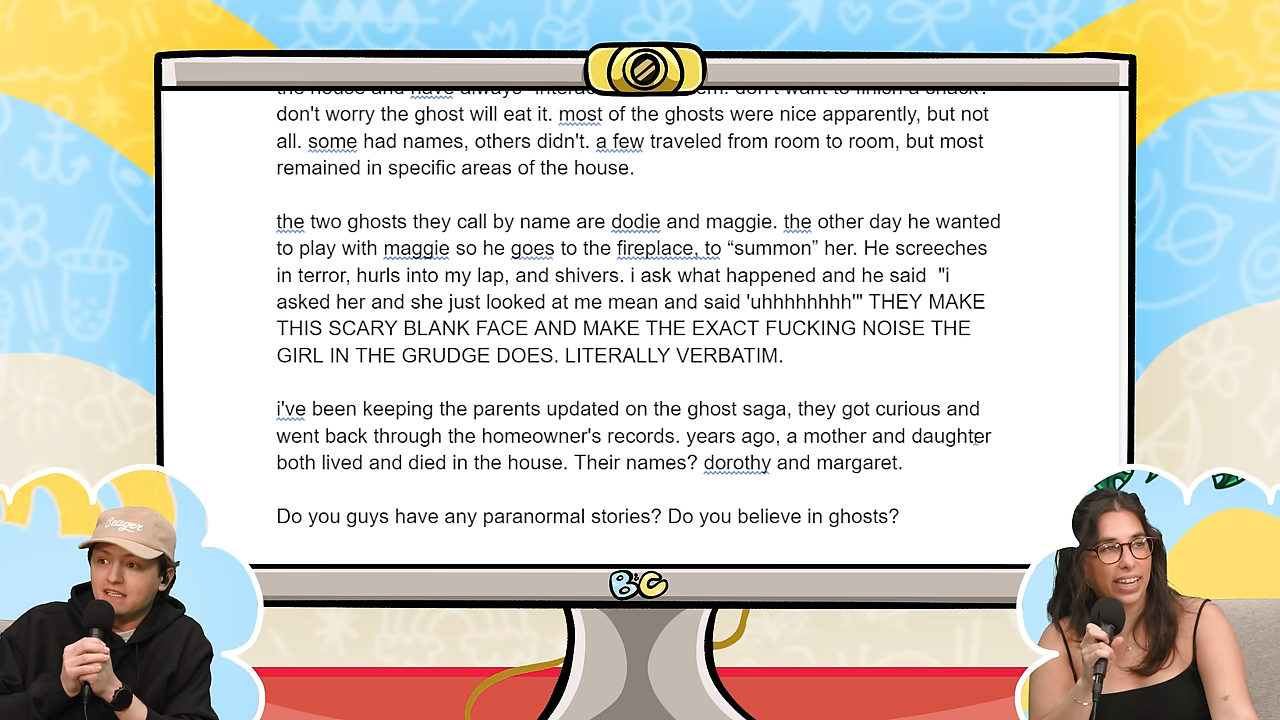 the house and have always
don't worry the ghost will eat it. most of the ghosts were nice apparently, but not
all. some had names, others didn't. a few traveled from room to room, but most
remained in specific areas of the house.
the two ghosts they call by name are dodie and maggie. the other day he wanted
to play with maggie so he goes to the fireplace, to “summon” her. He screeches
in terror, hurls into my lap, and shivers. i ask what happened and he said  "i
asked her and she just looked at me mean and said 'uhhhhhhhh'" THEY MAKE
THIS SCARY BLANK FACE AND MAKE THE EXACT FUCKING NOISE THE
GIRL IN THE GRUDGE DOES. LITERALLY VERBATIM.
i've been keeping the parents updated on the ghost saga, they got curious and
went back through the homeowner's records. years ago, a mother and daughter
both lived and died in the house. Their names? dorothy and margaret.
Do you guys have any paranormal stories? Do you believe in ghosts?
B&C
Seager